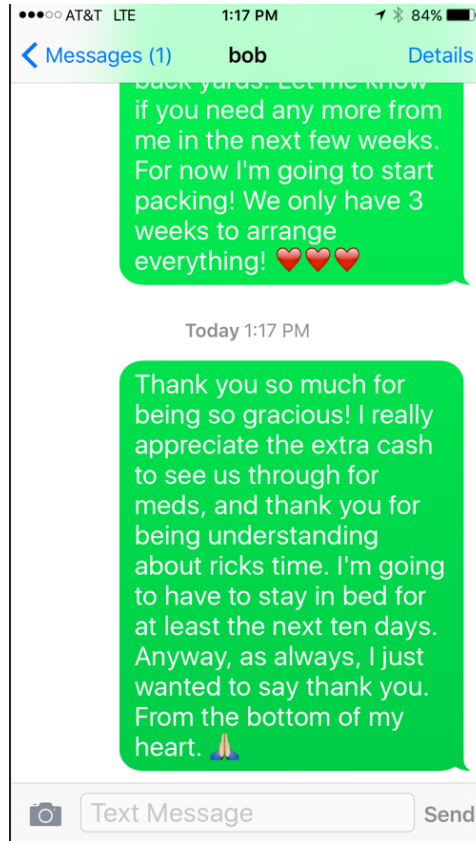 AT&T LTE 1:17 PM 84%
Messages (1) bob Details
back yards! Let me know
if you need any more from
me in the next few weeks.
For now I'm going to start
packing! We only have 3
weeks to arrange
everything! ❤️❤️❤️
Today 1:17 PM
Thank you so much for
being so gracious! I really
appreciate the extra cash
to see us through for
meds, and thank you for
being understanding
about ricks time. I'm going
to have to stay in bed for
at least the next ten days.
Anyway, as always, I just
wanted to say thank you.
From the bottom of my
heart. 🙏🏼
Text Message Send